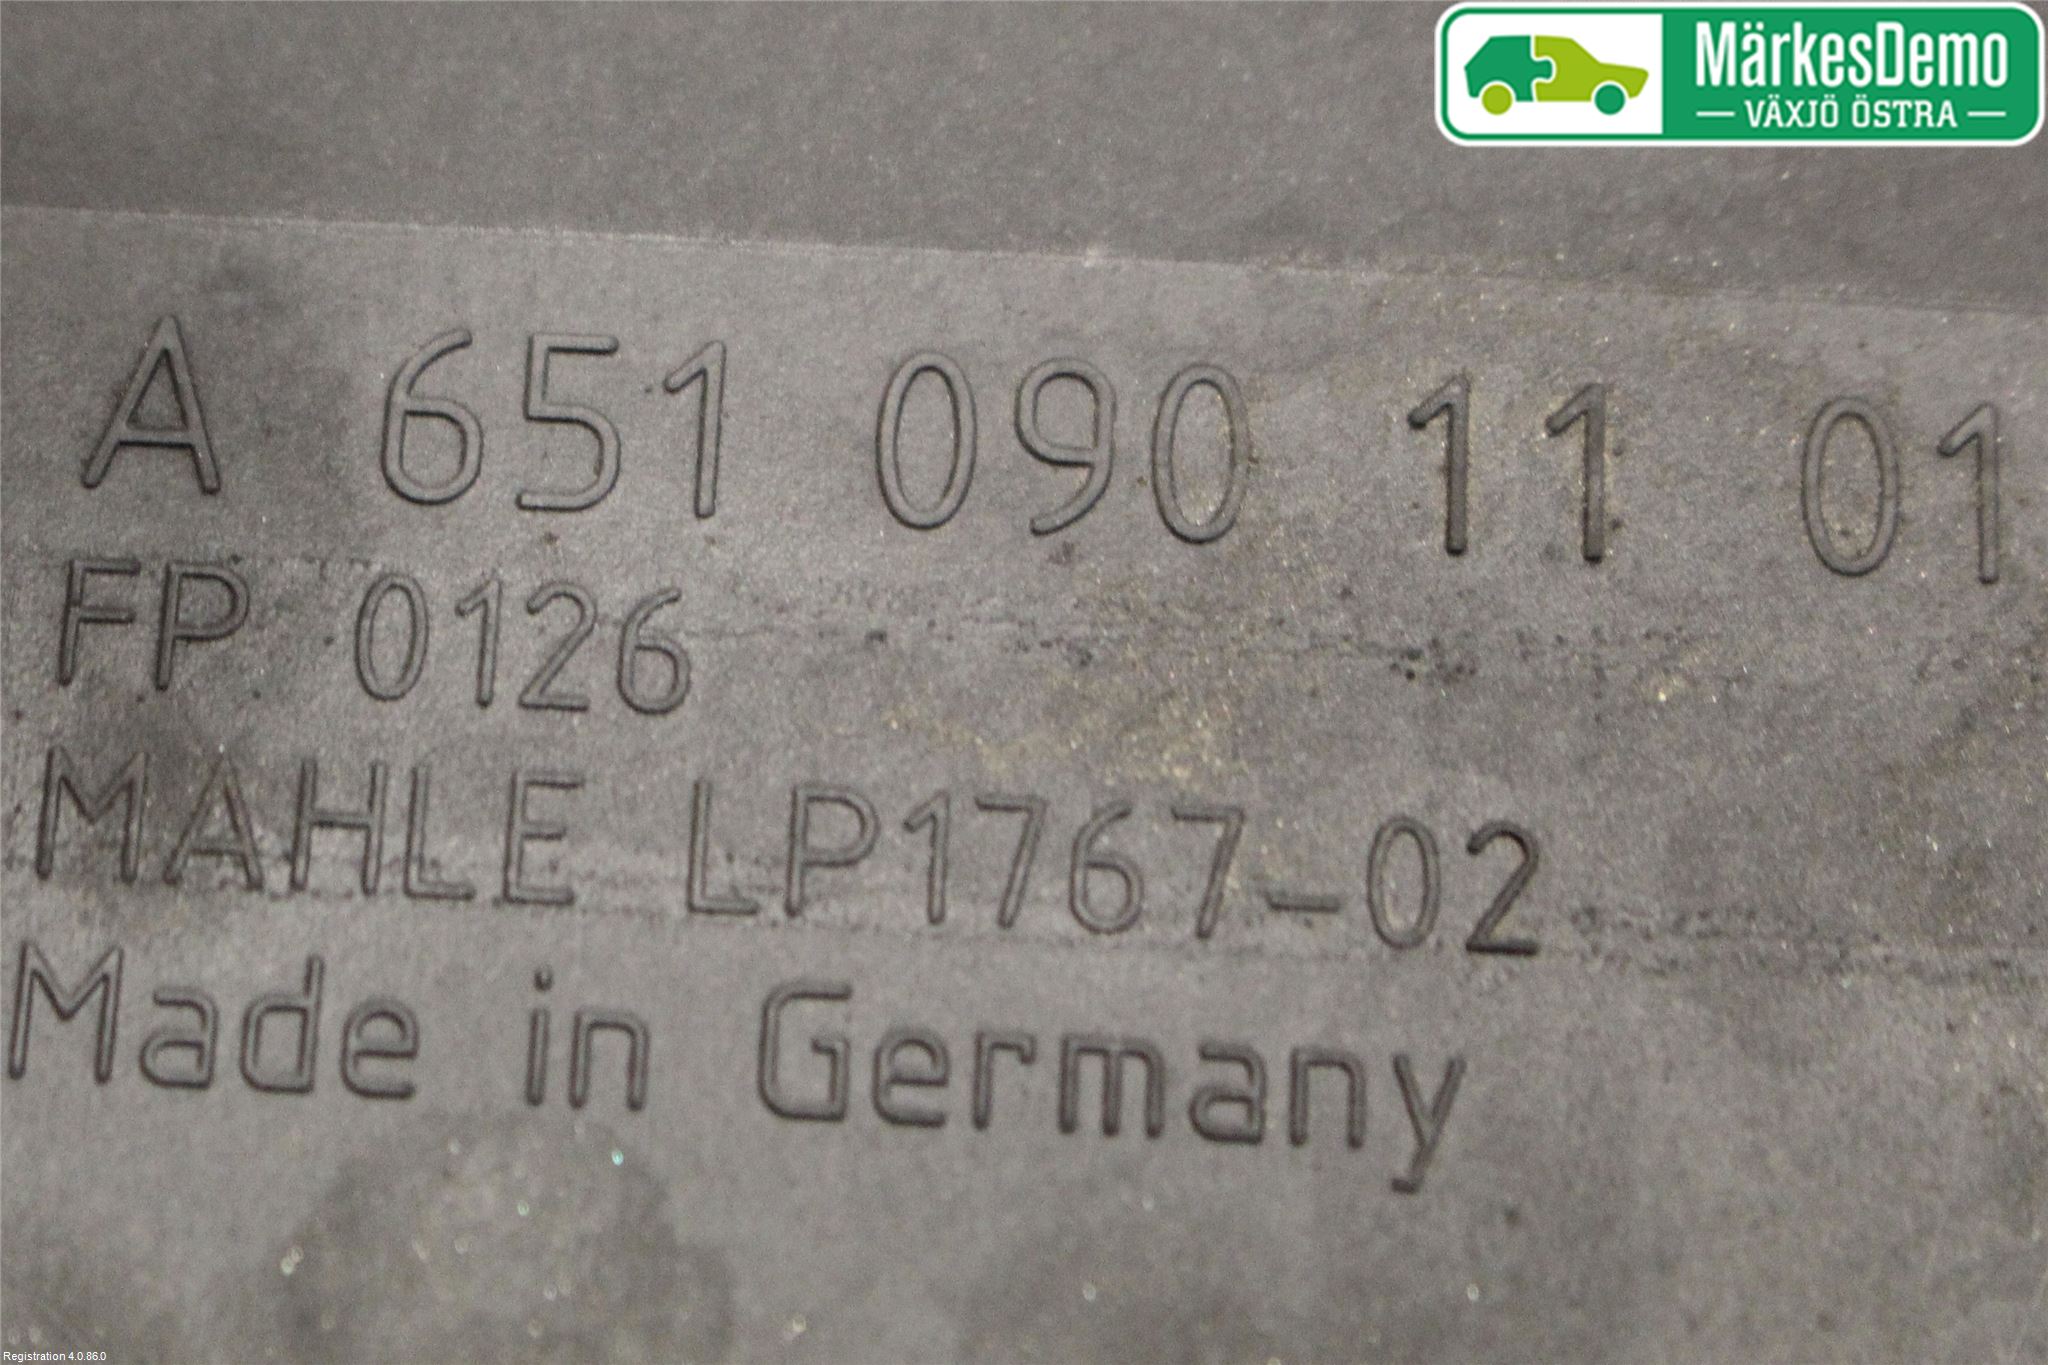 MärkesDemo
— VÄXJÖ ÖSTRA —
A 651 090 11 01
FP 0126
MAHLE LP1767-02
Made in Germany
Registration 4.0.86.0